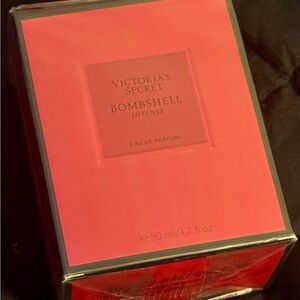 VICTORIA'S
SECRET
BOMBSHELL
INTENSE
EAU DE PARFUM
℮ 50 ml/1.7 fl oz